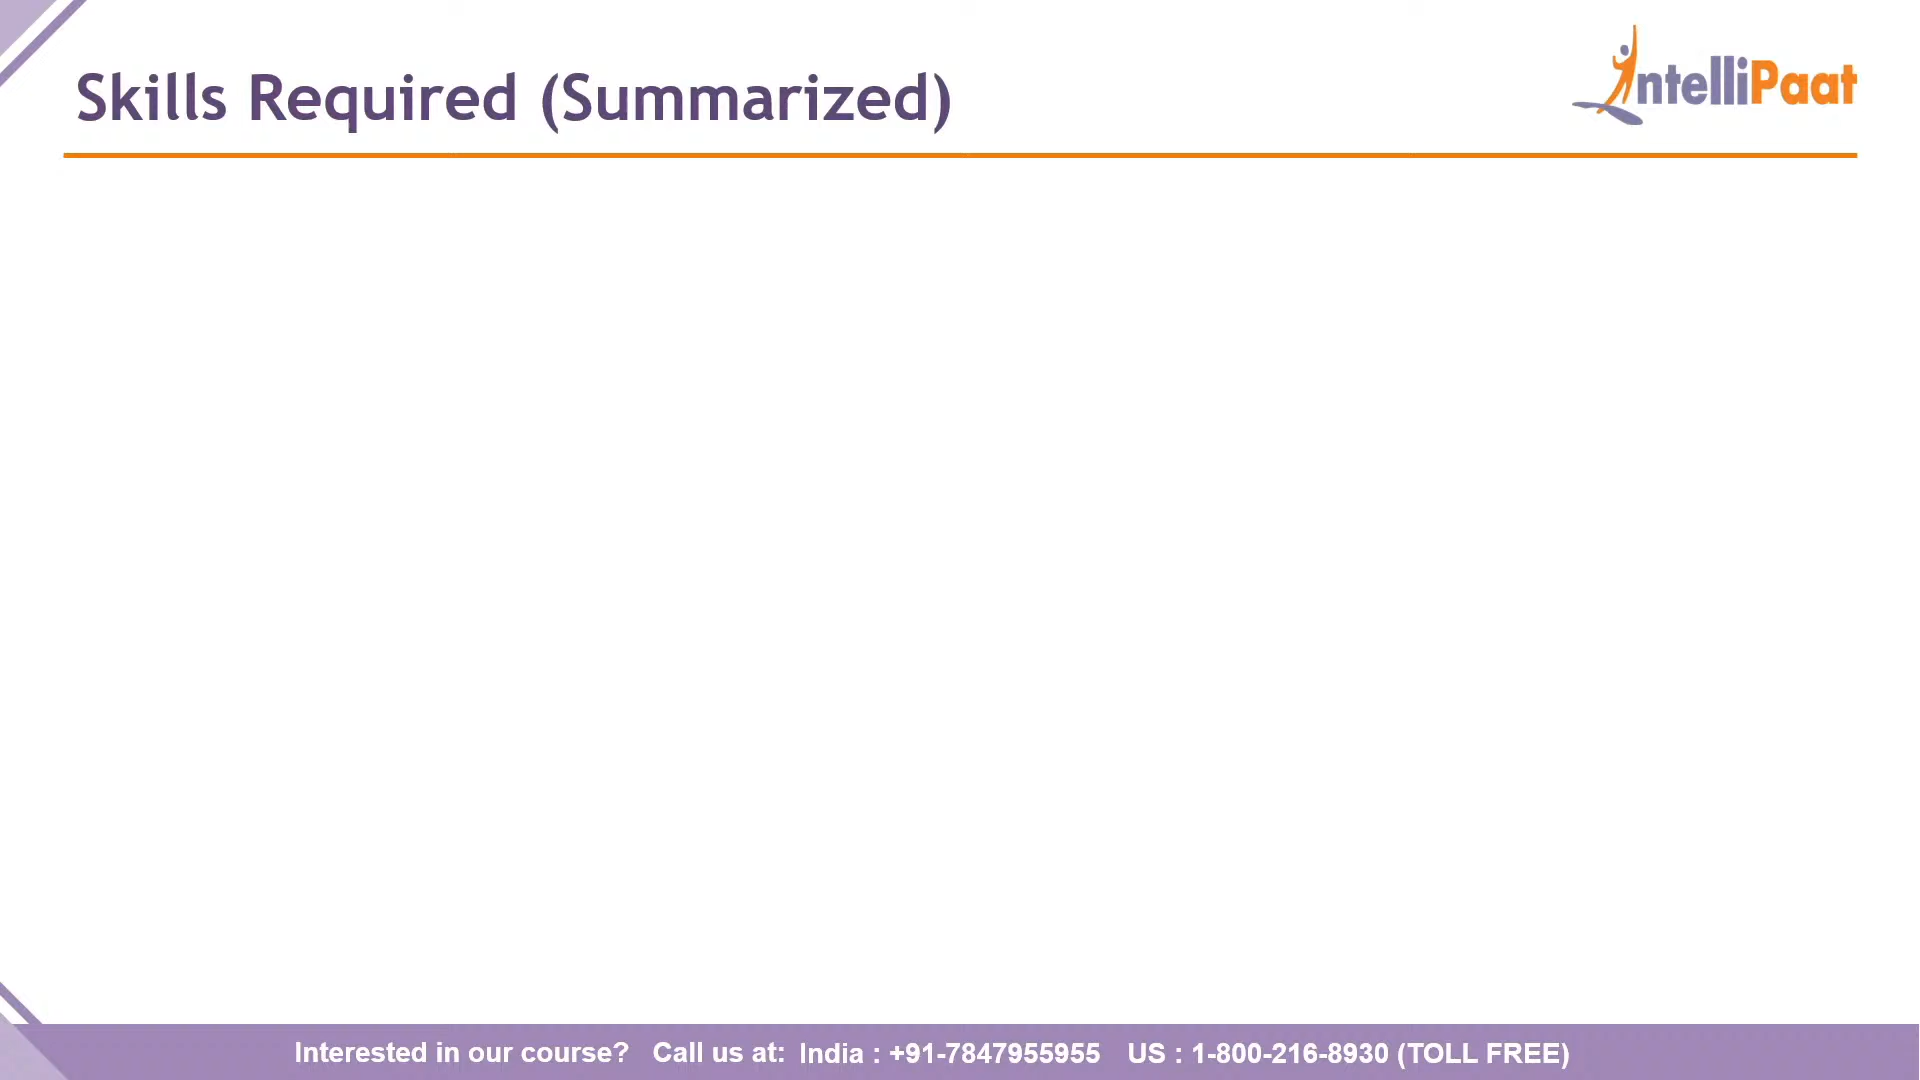 Skills Required (Summarized)
IntelliPaat
Interested in our course? Call us at: India : +91-7847955955 US : 1-800-216-8930 (TOLL FREE)